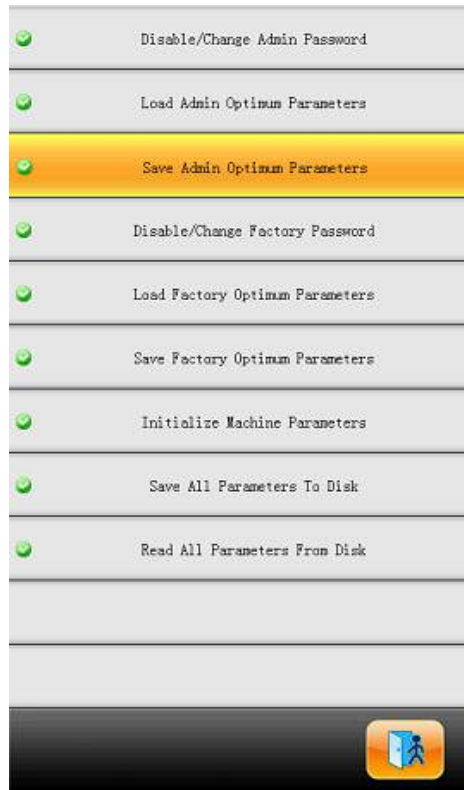 Disable/Change Admin Password
Load Admin Optimum Parameters
Save Admin Optimum Parameters
Disable/Change Factory Password
Load Factory Optimum Parameters
Save Factory Optimum Parameters
Initialize Machine Parameters
Save All Parameters To Disk
Read All Parameters From Disk